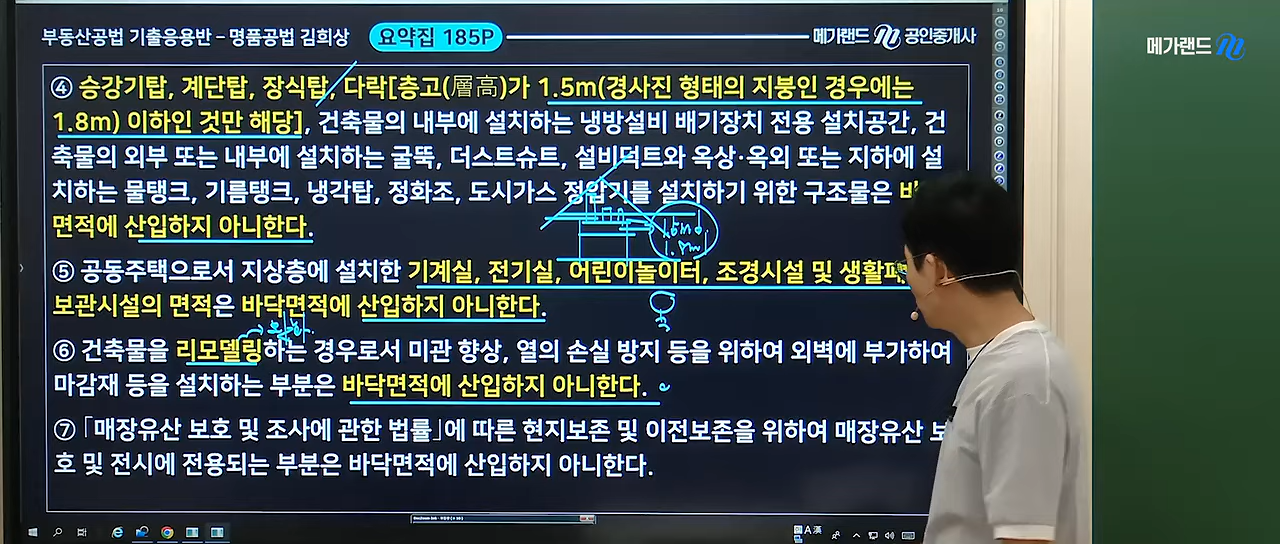 부동산공법 기출응용반 - 명품공법 김희상 요약집 185P 메가랜드 공인중개사
메가랜드
④ 승강기탑, 계단탑, 장식탑, 다락[층고(層高)가 1.5m(경사진 형태의 지붕인 경우에는
1.8m) 이하인 것만 해당], 건축물의 내부에 설치하는 냉방설비 배기장치 전용 설치공간, 건
축물의 외부 또는 내부에 설치하는 굴뚝, 더스트슈트, 설비덕트와 옥상·옥외 또는 지하에 설
치하는 물탱크, 기름탱크, 냉각탑, 정화조, 도시가스 정압기를 설치하기 위한 구조물은
면적에 산입하지 아니한다.
⑤ 공동주택으로서 지상층에 설치한 기계실, 전기실, 어린이놀이터, 조경시설 및
보관시설의 면적은 바닥면적에 산입하지 아니한다.
⑥ 건축물을 리모델링하는 경우로서 미관 향상, 열의 손실 방지 등을 위하여 외벽에 부가하여
마감재 등을 설치하는 부분은 바닥면적에 산입하지 아니한다.
⑦ 「매장유산 보호 및 조사에 관한 법률」에 따른 현지보존 및 이전보존을 위하여 매장유산
호 및 전시에 전용되는 부분은 바닥면적에 산입하지 아니한다.